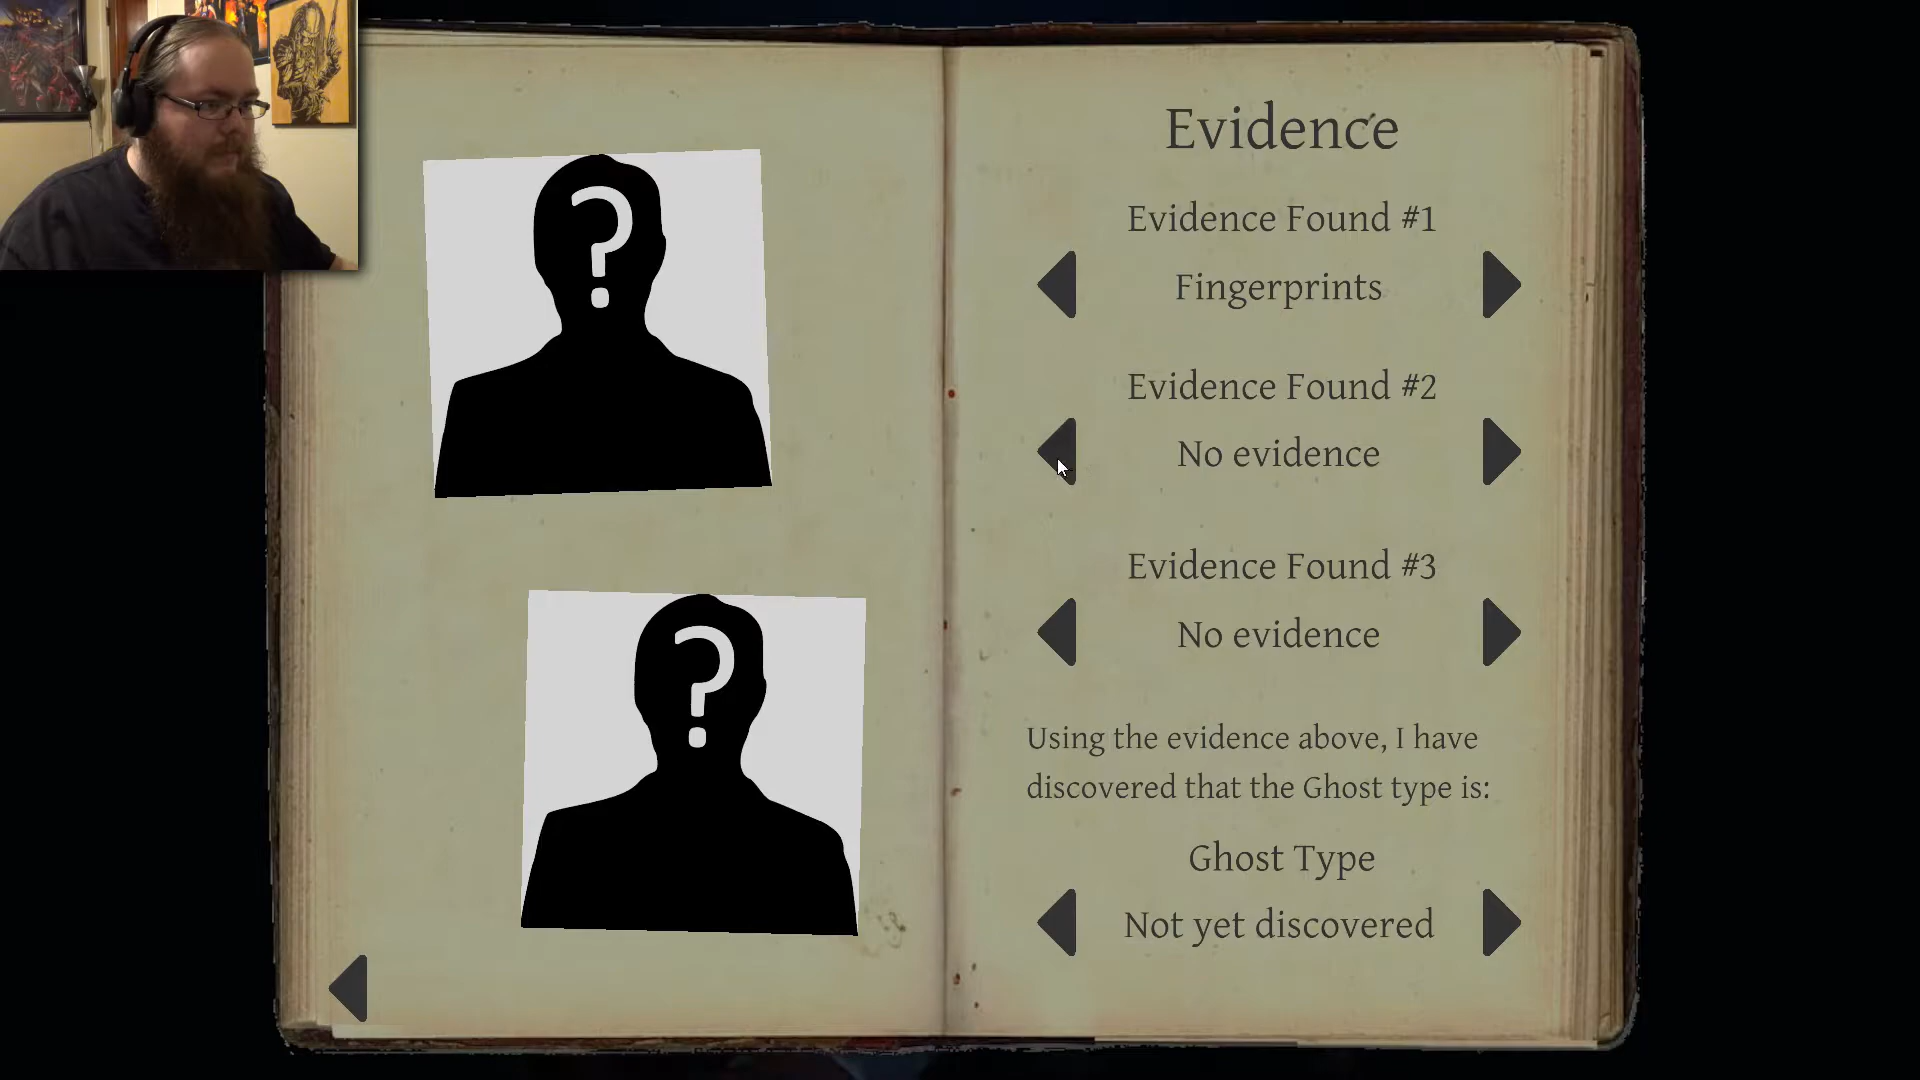 ?
?
Evidence
Evidence Found #1
Fingerprints
Evidence Found #2
No evidence
Evidence Found #3
No evidence
Using the evidence above, I have
discovered that the Ghost type is:
Ghost Type
Not yet discovered